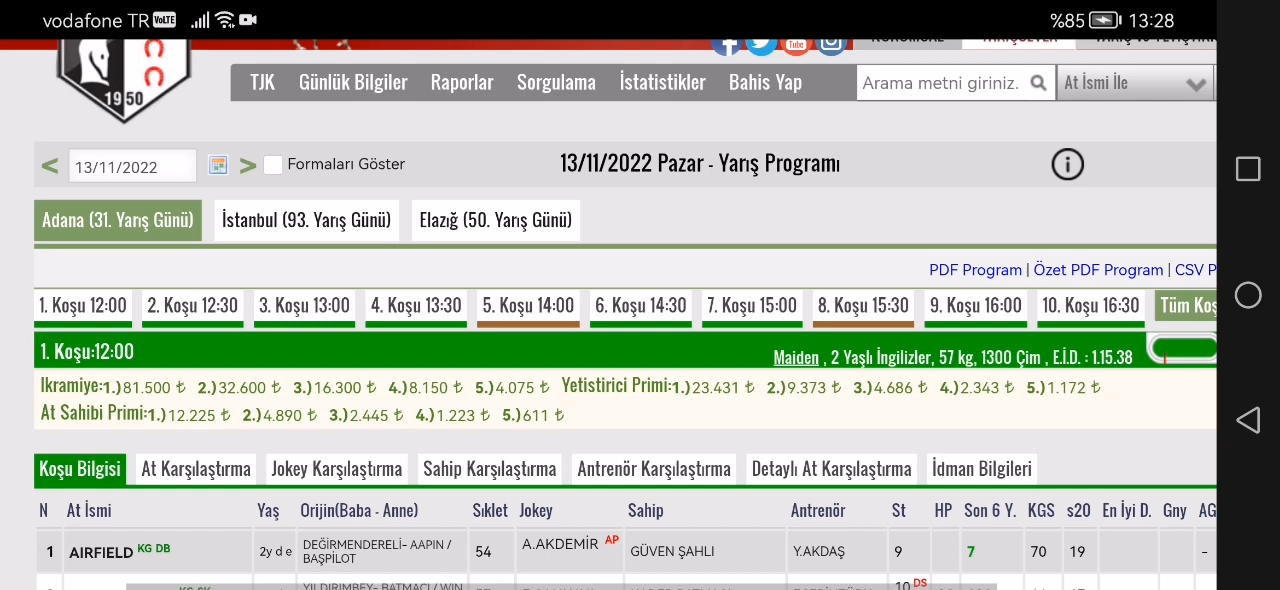 vodafone TR VoLTE %85 13:28
You Tube
19 50
TJK Günlük Bilgiler Raporlar Sorgulama İstatistikler Bahis Yap Arama metni giriniz. At İsmi İle
< 13/11/2022 > Formaları Göster 13/11/2022 Pazar - Yarış Programı
Adana (31. Yarış Günü) İstanbul (93. Yarış Günü) Elazığ (50. Yarış Günü)
PDF Program | Özet PDF Program | CSV P
1. Koşu 12:00 2. Koşu 12:30 3. Koşu 13:00 4. Koşu 13:30 5. Koşu 14:00 6. Koşu 14:30 7. Koşu 15:00 8. Koşu 15:30 9. Koşu 16:00 10. Koşu 16:30 Tüm Koş
1. Koşu:12:00 Maiden , 2 Yaşlı İngilizler, 57 kg, 1300 Çim , E.İ.D. : 1.15.38
Ikramiye:1.)81.500 ₺ 2.)32.600 ₺ 3.)16.300 ₺ 4.)8.150 ₺ 5.)4.075 ₺ Yetistirici Primi:1.)23.431 ₺ 2.)9.373 ₺ 3.)4.686 ₺ 4.)2.343 ₺ 5.)1.172 ₺
At Sahibi Primi:1.)12.225 ₺ 2.)4.890 ₺ 3.)2.445 ₺ 4.)1.223 ₺ 5.)611 ₺
Koşu Bilgisi At Karşılaştırma Jokey Karşılaştırma Sahip Karşılaştırma Antrenör Karşılaştırma Detaylı At Karşılaştırma İdman Bilgileri
N At İsmi Yaş Orijin(Baba - Anne) Sıklet Jokey Sahip Antrenör St HP Son 6 Y. KGS s20 En İyi D. Gny AG
1 AIRFIELD KG DB 2y d e DEĞİRMENDERELİ- AAPIN / BAŞPİLOT 54 A.AKDEMİR AP GÜVEN ŞAHLI Y.AKDAŞ 9 7 70 19 -
10 DS